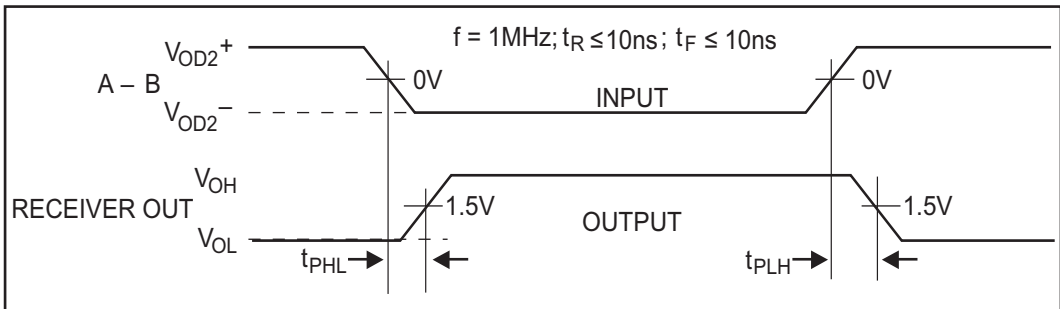 f = 1MHz; tR ≤ 10ns; tF ≤ 10ns
VOD2+
A – B
0V
0V
INPUT
VOD2–
VOH
RECEIVER OUT
1.5V
1.5V
OUTPUT
VOL
tPHL
tPLH